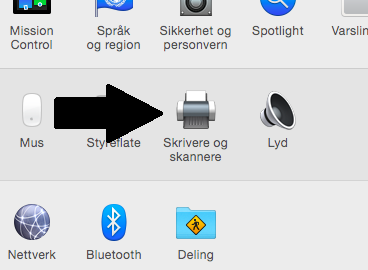 Mission
Control
Språk
og region
Sikkerhet og
personvern
Spotlight
Mus
Styreflate
Skrivere og
skannere
Lyd
Nettverk
Bluetooth
Deling